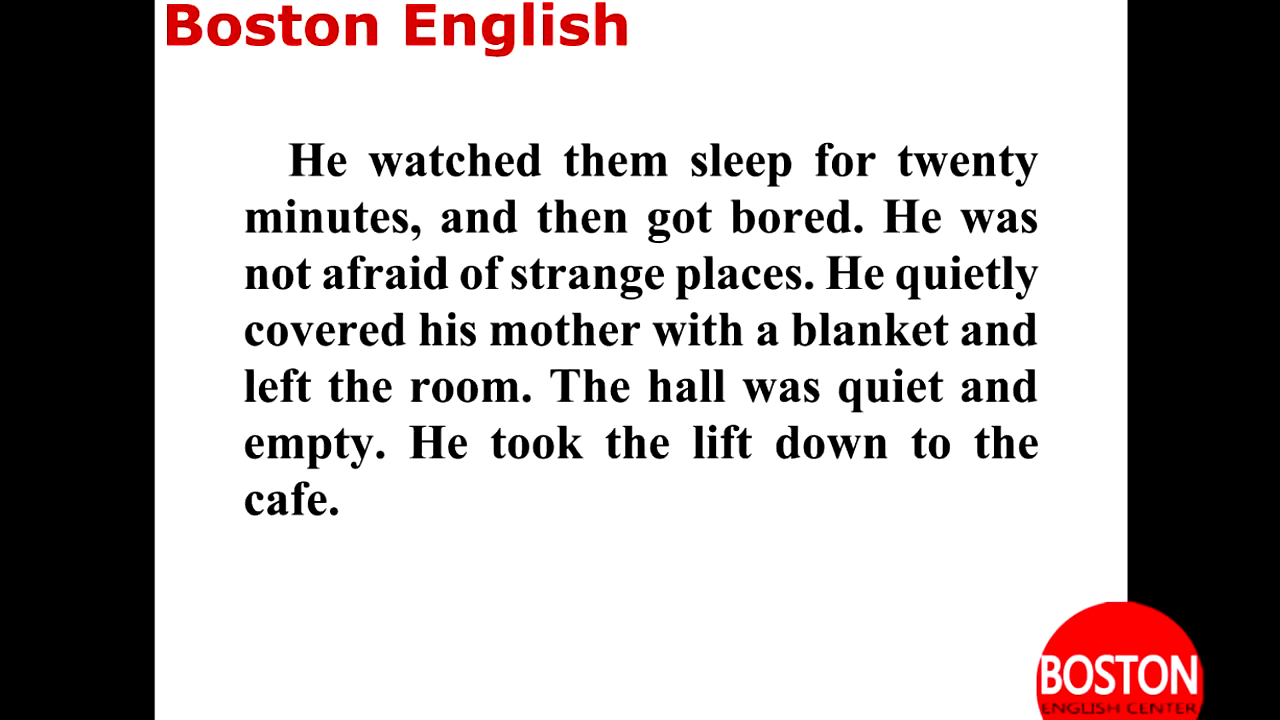 Boston English
He watched them sleep for twenty
minutes, and then got bored. He was
not afraid of strange places. He quietly
covered his mother with a blanket and
left the room. The hall was quiet and
empty. He took the lift down to the
cafe.
BOSTON
ENGLISH CENTER